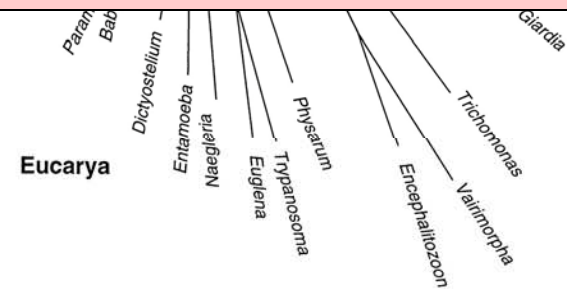 Dictyostelium
Entamoeba
Naegleria
Euglena
Trypanosoma
Physarum
Encephalitozoon
Vairimorpha
Trichomonas
Giardia
Eucarya